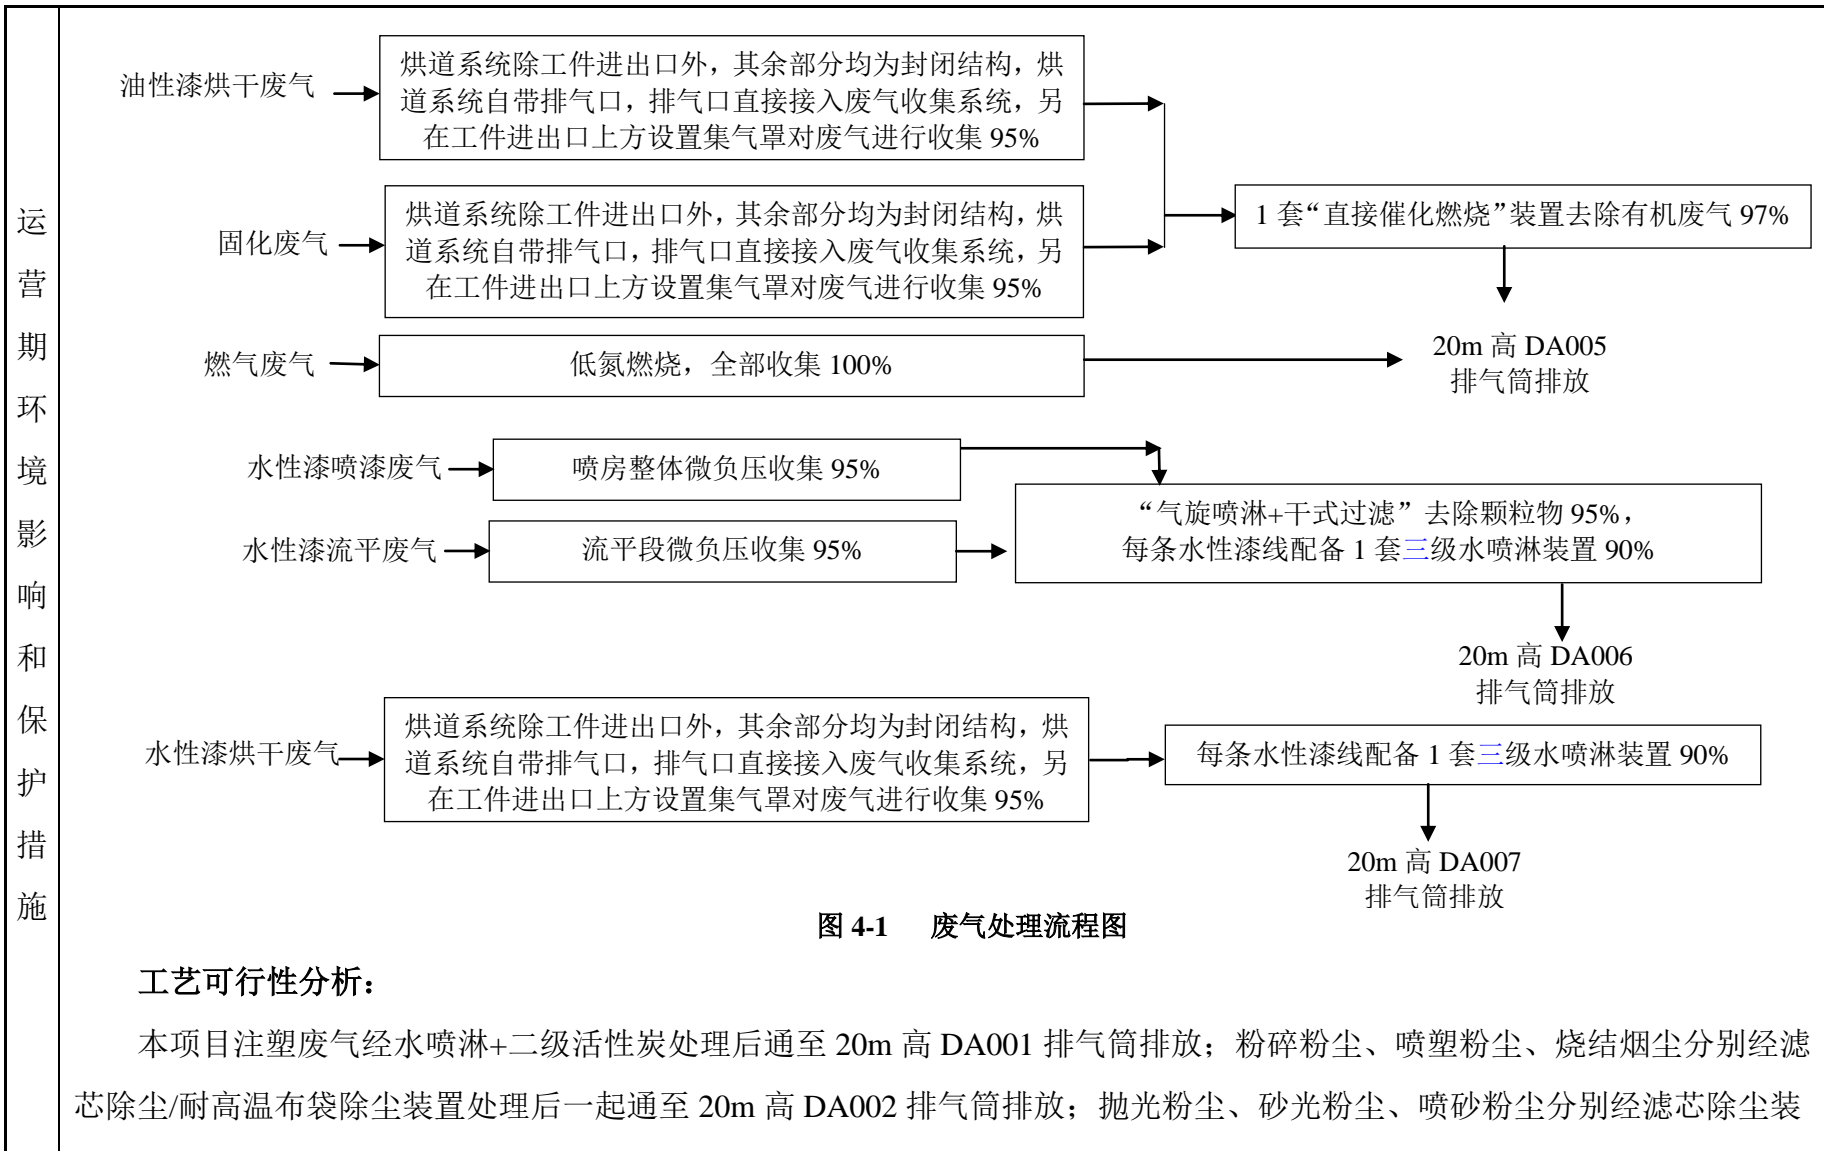 运营期环境影响和保护措施
油性漆烘干废气
烘道系统除工件进出口外，其余部分均为封闭结构，烘
道系统自带排气口，排气口直接接入废气收集系统，另
在工件进出口上方设置集气罩对废气进行收集 95%
固化废气
烘道系统除工件进出口外，其余部分均为封闭结构，烘
道系统自带排气口，排气口直接接入废气收集系统，另
在工件进出口上方设置集气罩对废气进行收集 95%
1 套“直接催化燃烧”装置去除有机废气 97%
燃气废气
低氮燃烧，全部收集 100%
20m 高 DA005
排气筒排放
水性漆喷漆废气
喷房整体微负压收集 95%
水性漆流平废气
流平段微负压收集 95%
“气旋喷淋+干式过滤”去除颗粒物 95%，
每条水性漆线配备 1 套三级水喷淋装置 90%
20m 高 DA006
排气筒排放
水性漆烘干废气
烘道系统除工件进出口外，其余部分均为封闭结构，烘
道系统自带排气口，排气口直接接入废气收集系统，另
在工件进出口上方设置集气罩对废气进行收集 95%
每条水性漆线配备 1 套三级水喷淋装置 90%
20m 高 DA007
排气筒排放
图 4-1 废气处理流程图
工艺可行性分析：
本项目注塑废气经水喷淋+二级活性炭处理后通至 20m 高 DA001 排气筒排放；粉碎粉尘、喷塑粉尘、烧结烟尘分别经滤
芯除尘/耐高温布袋除尘装置处理后一起通至 20m 高 DA002 排气筒排放；抛光粉尘、砂光粉尘、喷砂粉尘分别经滤芯除尘装